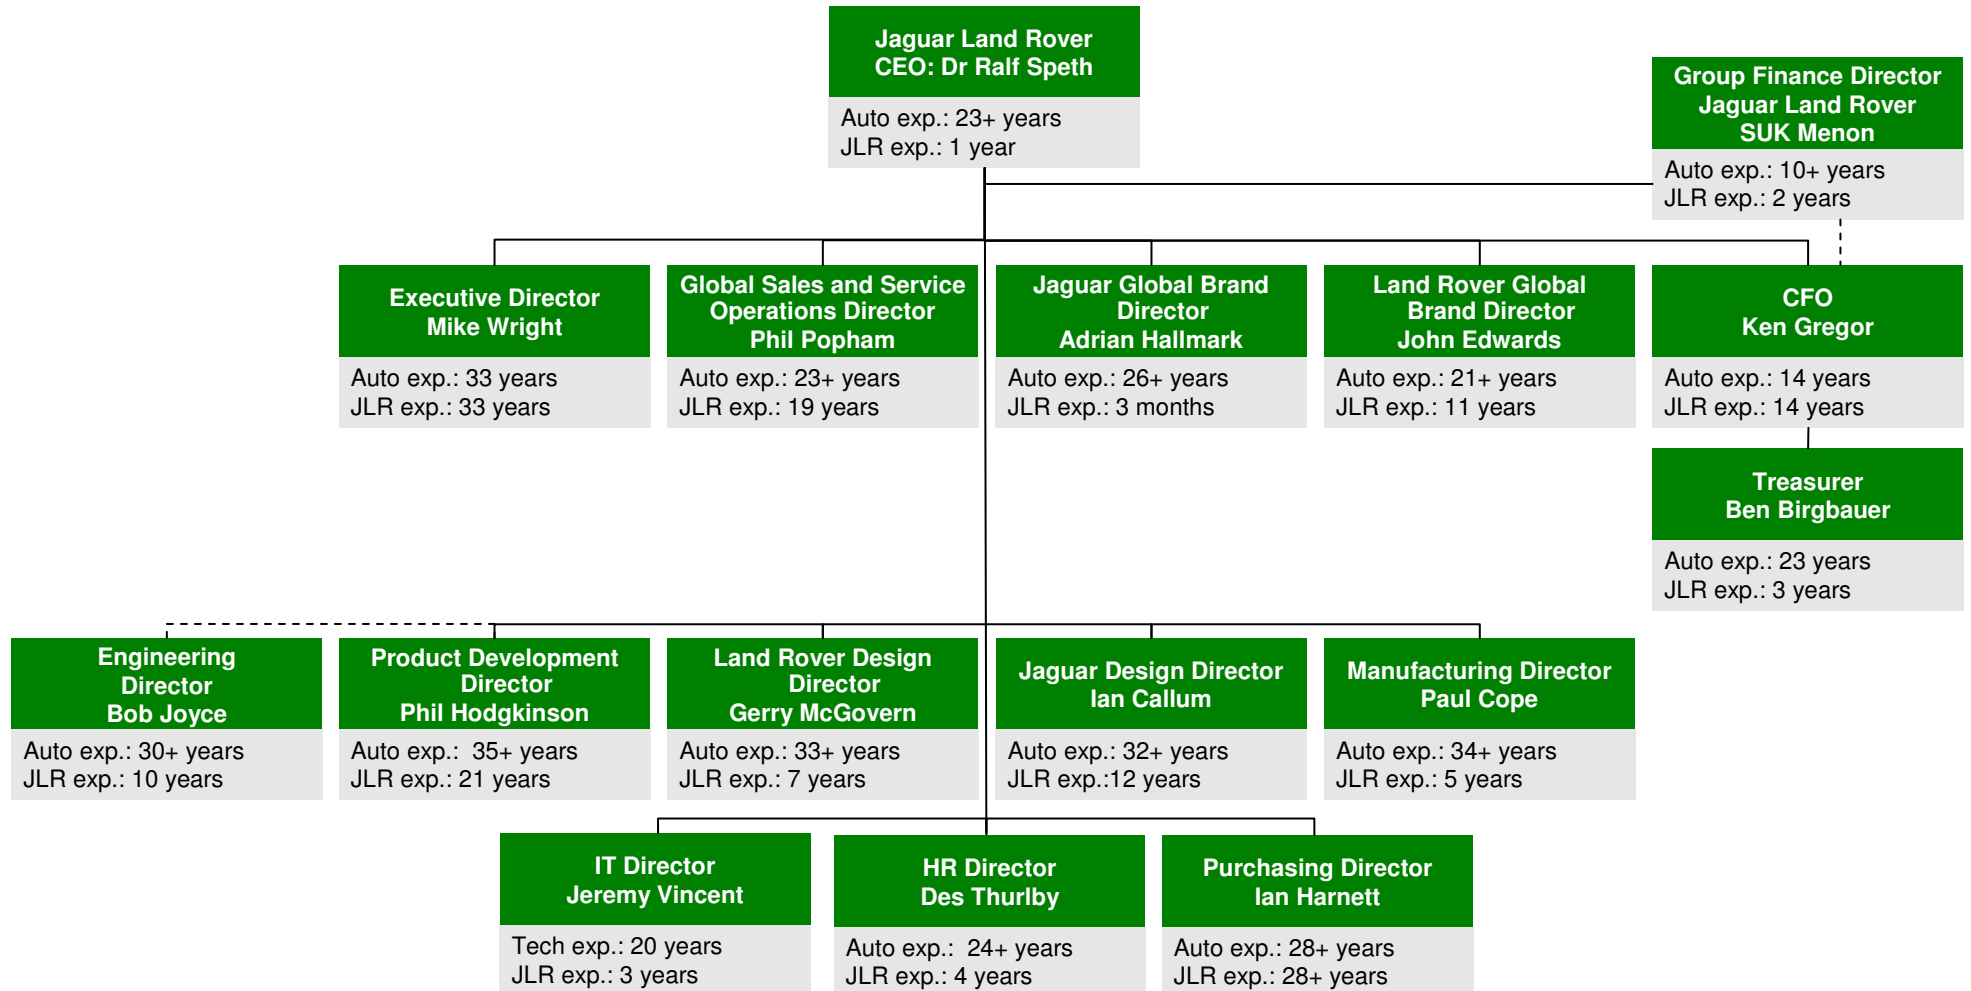 Jaguar Land Rover
CEO: Dr Ralf Speth
Auto exp.: 23+ years
JLR exp.: 1 year
Group Finance Director
Jaguar Land Rover
SUK Menon
Auto exp.: 10+ years
JLR exp.: 2 years
Executive Director
Mike Wright
Auto exp.: 33 years
JLR exp.: 33 years
Global Sales and Service
Operations Director
Phil Popham
Auto exp.: 23+ years
JLR exp.: 19 years
Jaguar Global Brand
Director
Adrian Hallmark
Auto exp.: 26+ years
JLR exp.: 3 months
Land Rover Global
Brand Director
John Edwards
Auto exp.: 21+ years
JLR exp.: 11 years
CFO
Ken Gregor
Auto exp.: 14 years
JLR exp.: 14 years
Treasurer
Ben Birgbauer
Auto exp.: 23 years
JLR exp.: 3 years
Engineering
Director
Bob Joyce
Auto exp.: 30+ years
JLR exp.: 10 years
Product Development
Director
Phil Hodgkinson
Auto exp.:  35+ years
JLR exp.: 21 years
Land Rover Design
Director
Gerry McGovern
Auto exp.: 33+ years
JLR exp.: 7 years
Jaguar Design Director
Ian Callum
Auto exp.: 32+ years
JLR exp.:12 years
Manufacturing Director
Paul Cope
Auto exp.: 34+ years
JLR exp.: 5 years
IT Director
Jeremy Vincent
Tech exp.: 20 years
JLR exp.: 3 years
HR Director
Des Thurlby
Auto exp.:  24+ years
JLR exp.: 4 years
Purchasing Director
Ian Harnett
Auto exp.: 28+ years
JLR exp.: 28+ years